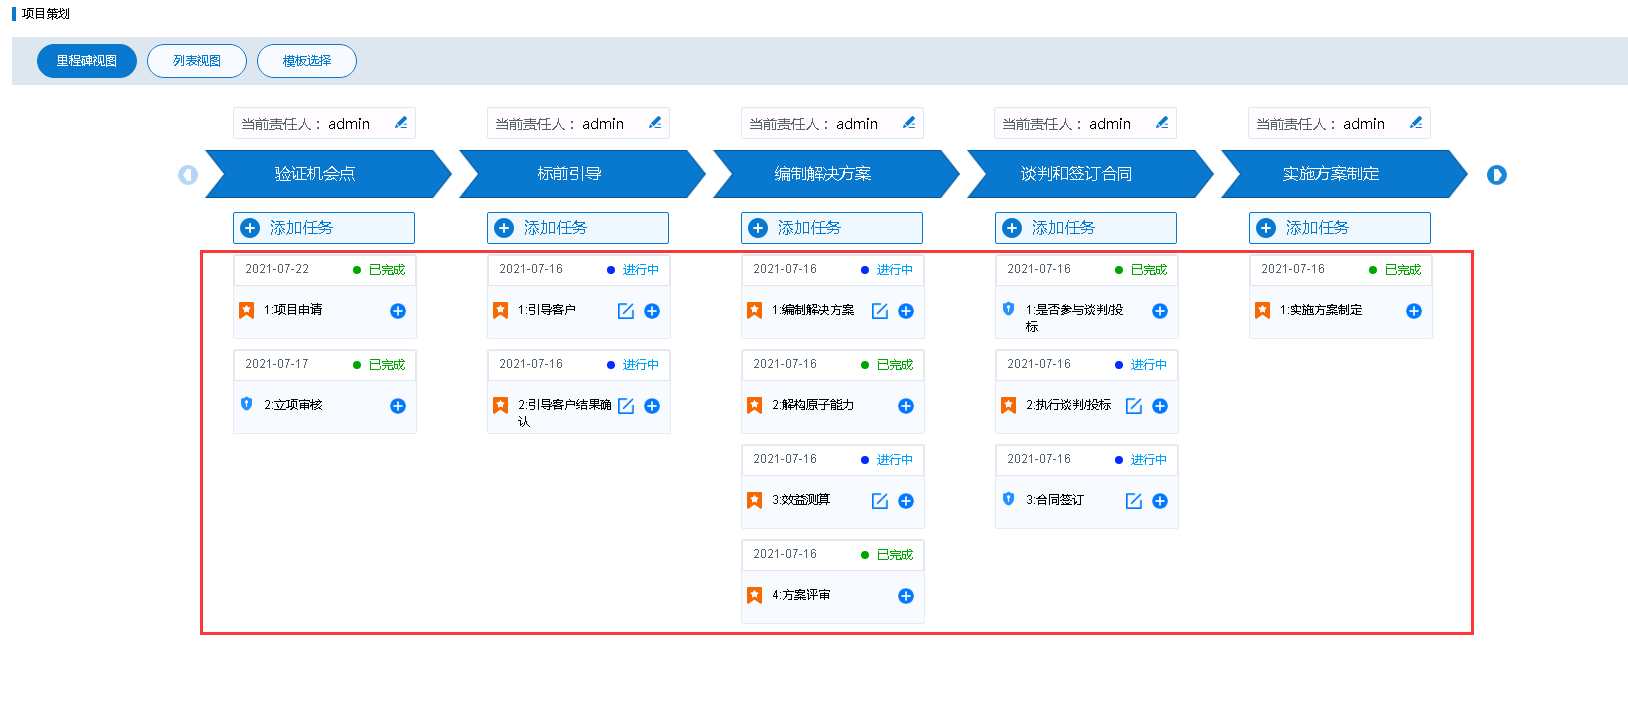 项目策划
里程碑视图 列表视图 模板选择
当前责任人： admin 当前责任人： admin 当前责任人： admin 当前责任人： admin 当前责任人： admin
验证机会点 标前引导 编制解决方案 谈判和签订合同 实施方案制定
添加任务 添加任务 添加任务 添加任务 添加任务
2021-07-22 已完成 2021-07-16 进行中 2021-07-16 进行中 2021-07-16 已完成 2021-07-16 已完成
1:项目申请 1:引导客户 1:编制解决方案 1:是否参与谈判/投 1:实施方案制定
标
2021-07-17 已完成 2021-07-16 进行中 2021-07-16 已完成 2021-07-16 进行中
2:立项审核 2:引导客户结果确 2:解构原子能力 2:执行谈判/投标
认
2021-07-16 进行中 2021-07-16 进行中
3:效益测算 3:合同签订
2021-07-16 已完成
4:方案评审